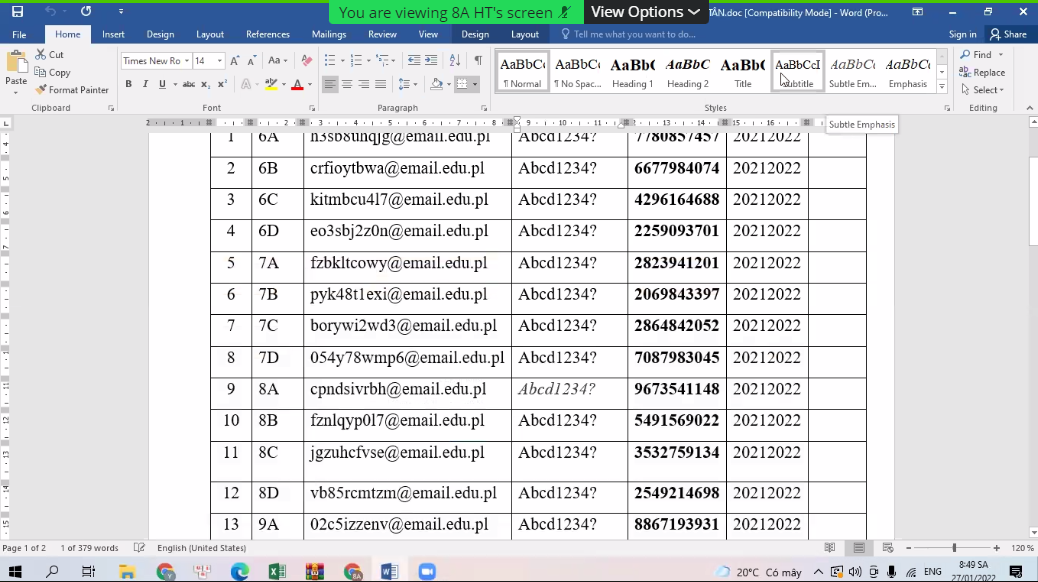 You are viewing 8A HT's screen
View Options
TÂN.doc [Compatibility Mode] - Word (Pro...
File Home Insert Design Layout References Mailings Review View Design Layout Tell me what you want to do... Sign in Share
Cut
Copy
Format Painter
Paste
Clipboard
Times New Ro 14
Font
Paragraph
AaBbCc AaBbCc AaBb( AaBbC AaBb( AaBbCcI AaBbCc AaBbCc
¶ Normal ¶ No Spac... Heading 1 Heading 2 Title Subtitle Subtle Em... Emphasis
Styles
Find
Replace
Select
Editing
Subtle Emphasis
1 6A h3sb8unqjg@email.edu.pl Abcd1234? 7780857457 20212022
2 6B crfioytbwa@email.edu.pl Abcd1234? 6677984074 20212022
3 6C kitmbcu4l7@email.edu.pl Abcd1234? 4296164688 20212022
4 6D eo3sbj2z0n@email.edu.pl Abcd1234? 2259093701 20212022
5 7A fzbkltcowy@email.edu.pl Abcd1234? 2823941201 20212022
6 7B pyk48t1exi@email.edu.pl Abcd1234? 2069843397 20212022
7 7C borywi2wd3@email.edu.pl Abcd1234? 2864842052 20212022
8 7D 054y78wmp6@email.edu.pl Abcd1234? 7087983045 20212022
9 8A cpndsivrbh@email.edu.pl Abcd1234? 9673541148 20212022
10 8B fznlqyp0l7@email.edu.pl Abcd1234? 5491569022 20212022
11 8C jgzuhcfvse@email.edu.pl Abcd1234? 3532759134 20212022
12 8D vb85rcmtzm@email.edu.pl Abcd1234? 2549214698 20212022
13 9A 02c5izzenv@email.edu.pl Abcd1234? 8867193931 20212022
Page 1 of 2 1 of 379 words English (United States) 120 %
20°C Có mây ENG 8:49 SA
27/01/2022